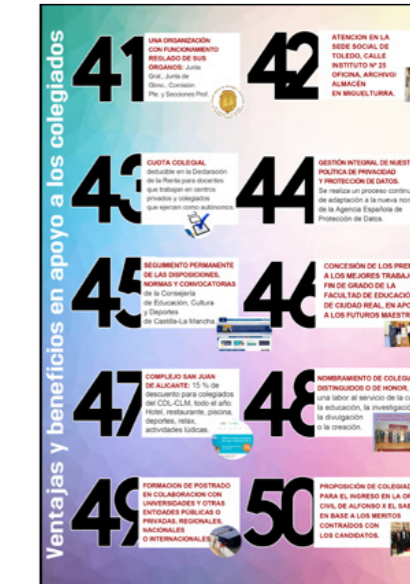 Ventajas y beneficios en apoyo a los colegiados
41
UNA ORGANIZACIÓN
CON FUNCIONAMIENTO
REGLADO DE SUS
ÓRGANOS: Junta
Gral., Junta de
Gbno., Comisión
Pte. y Secciones Prof.
42
ATENCION EN LA
SEDE SOCIAL DE
TOLEDO, CALLE
INSTITUTO Nº 25
OFICINA, ARCHIVO/
ALMACÉN
EN MIGUELTURRA.
43
CUOTA COLEGIAL
deducible en la Declaración
de la Renta para docentes
que trabajan en centros
privados y colegiados
que ejercen como autónomos.
44
GESTIÓN INTEGRAL DE NUEST
POLÍTICA DE PRIVACIDAD
Y PROTECCIÓN DE DATOS.
Se realiza un proceso continu
de adaptación a la nueva nor
de la Agencia Española de
Protección de Datos.
45
SEGUIMIENTO PERMANENTE
DE LAS DISPOSICIONES,
NORMAS Y CONVOCATORIAS
de la Consejería
de Educación, Cultura
y Deportes
de Castilla-La Mancha
46
CONCESIÓN DE LOS PREM
A LOS MEJORES TRABAJO
FIN DE GRADO DE LA
FACULTAD DE EDUCACIÓ
DE CIUDAD REAL, EN APO
A LOS FUTUROS MAESTR
47
COMPLEJO SAN JUAN
DE ALICANTE: 15 % de
descuento para colegiados
del CDL-CLM, todo el año.
Hotel, restaurante, piscina,
deportes, relax,
actividades lúdicas.
48
NOMBRAMIENTO DE COLEGIA
DISTINGUIDOS O DE HONOR.
una labor al servicio de la co
la educación, la investigació
la divulgación
o la creación.
49
FORMACION DE POSTRADO
EN COLABORACIÓN CON
UNIVERSIDADES Y OTRAS
ENTIDADES PÚBLICAS O
PRIVADAS, REGIONALES,
NACIONALES
O INTERNACIONALES
50
PROPOSICIÓN DE COLEGIAD
PARA EL INGRESO EN LA OR
CIVIL DE ALFONSO X EL SAB
EN BASE A LOS MERITOS
CONTRAÍDOS CON
LOS CANDIDATOS.